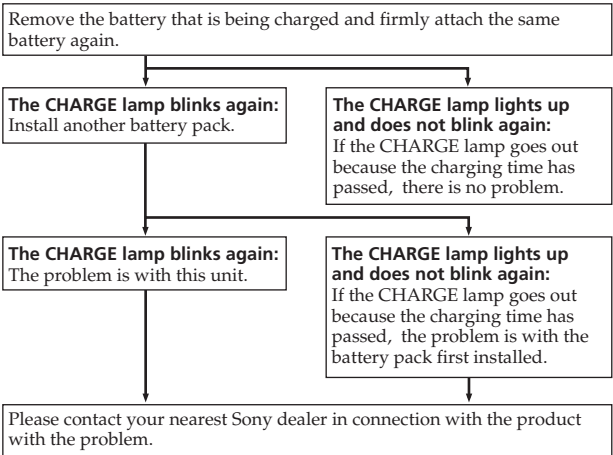 Remove the battery that is being charged and firmly attach the same
battery again.
The CHARGE lamp blinks again:
Install another battery pack.
The CHARGE lamp lights up
and does not blink again:
If the CHARGE lamp goes out
because the charging time has
passed, there is no problem.
The CHARGE lamp blinks again:
The problem is with this unit.
The CHARGE lamp lights up
and does not blink again:
If the CHARGE lamp goes out
because the charging time has
passed, the problem is with the
battery pack first installed.
Please contact your nearest Sony dealer in connection with the product
with the problem.